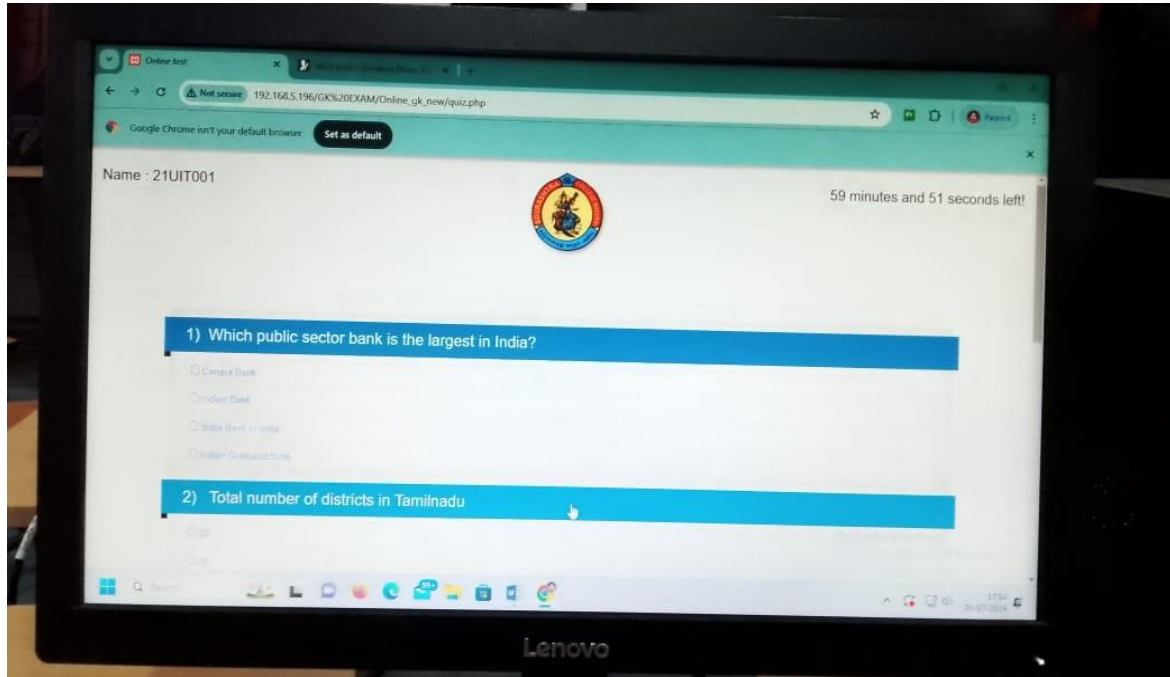 Online test
Not secure 192.168.5.196/GK%20EXAM/Online_gk_new/quiz.php
Paused
Google Chrome isn't your default browser Set as default
Name : 21UIT001
59 minutes and 51 seconds left!
1) Which public sector bank is the largest in India?
Canara Bank
Indian Bank
State Bank of India
Indian Overseas Bank
2) Total number of districts in Tamilnadu
Search
99+
Lenovo